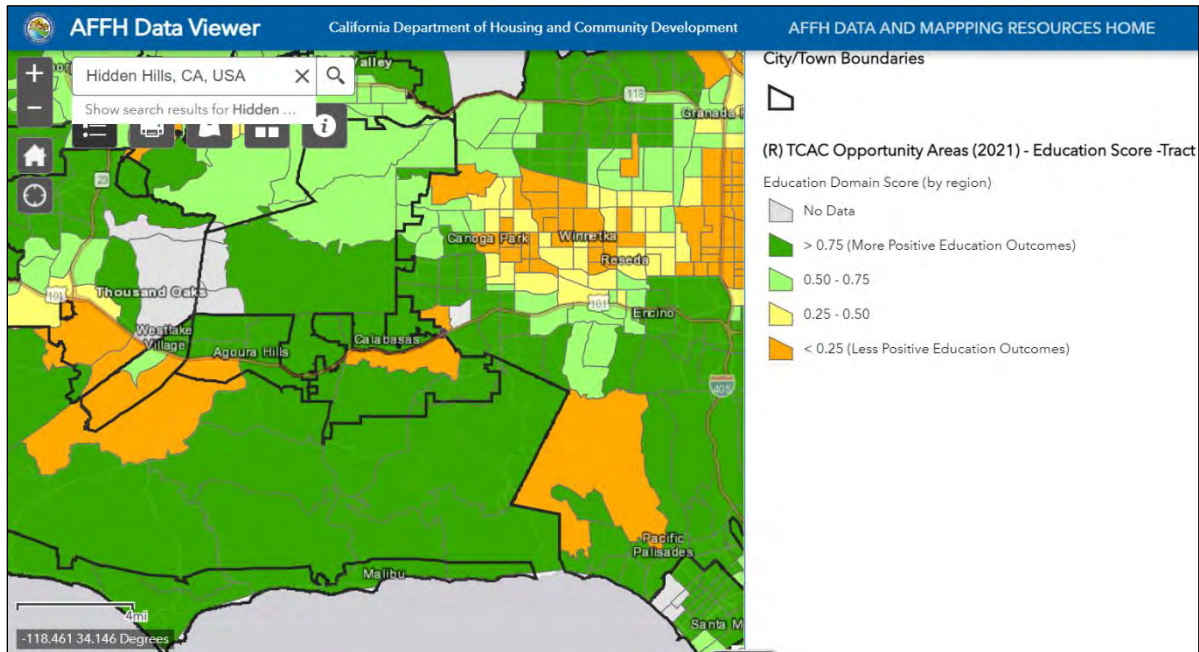 AFFH Data Viewer
California Department of Housing and Community Development
AFFH DATA AND MAPPPING RESOURCES HOME
Hidden Hills, CA, USA
Show search results for Hidden ...
alley
118
Granada
23
Canoga Park
Winnetka
Reseda
Thousand Oaks
101
101
Encino
Westlake
Village
Agoura Hills
Calabasas
405
Pacific
Palisades
Malibu
Santa M
4mi
-118.461 34.146 Degrees
City/Town Boundaries
(R) TCAC Opportunity Areas (2021) - Education Score -Tract
Education Domain Score (by region)
No Data
> 0.75 (More Positive Education Outcomes)
0.50 - 0.75
0.25 - 0.50
< 0.25 (Less Positive Education Outcomes)